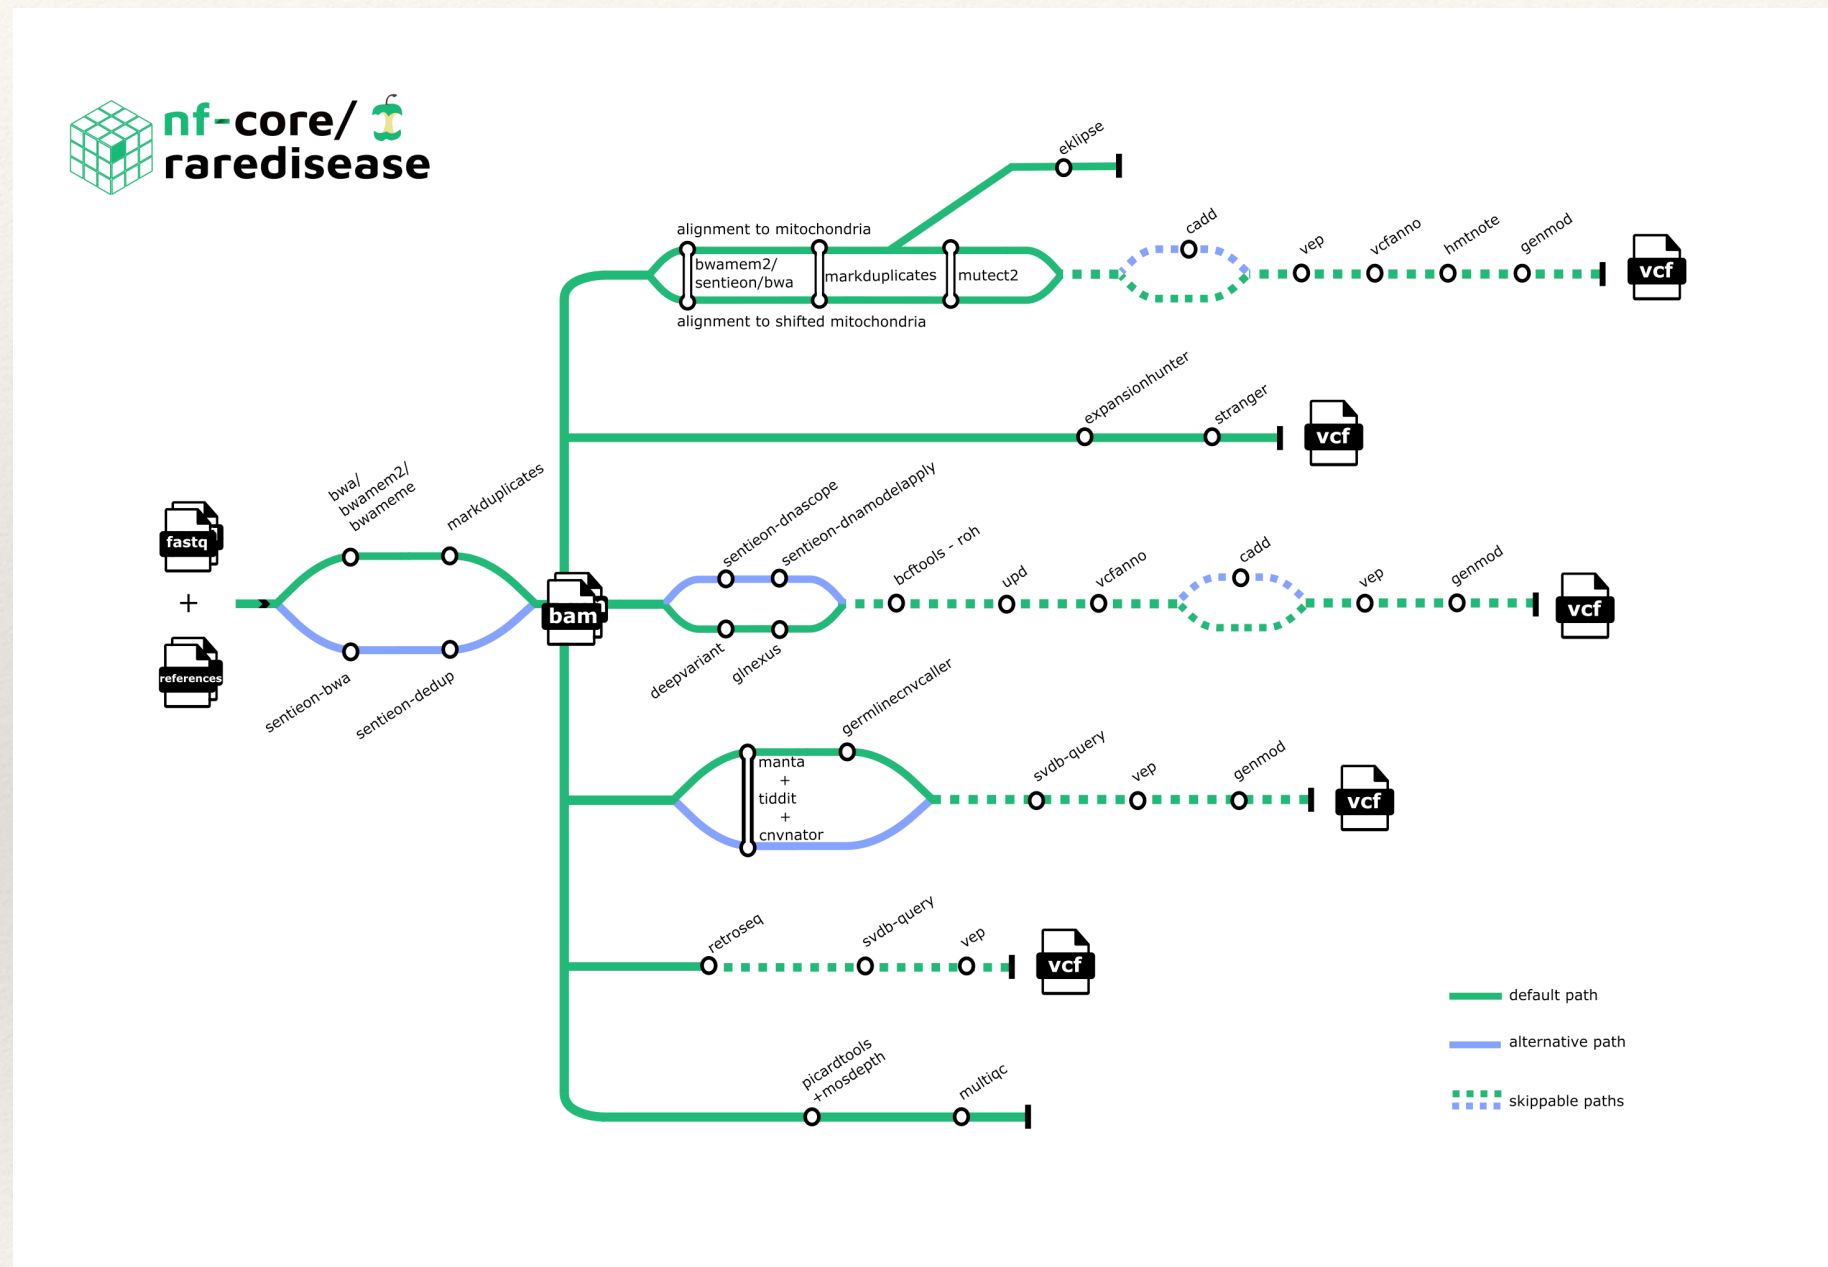 nf-core/
raredisease
eklipse
alignment to mitochondria
bwamem2/
sentieon/bwa
markduplicates
mutect2
alignment to shifted mitochondria
cadd
vep
vcfanno
hmtnote
genmod
vcf
expansionhunter
stranger
vcf
fastq
+
references
bwa/
bwamem2/
bwameme
markduplicates
sentieon-bwa
sentieon-dedup
bam
sentieon-dnascope
sentieon-dnamodelapply
deepvariant
glnexus
bcftools - roh
upd
vcfanno
cadd
vep
genmod
vcf
manta
+
tiddit
+
cnvnator
germlinecnvcaller
svdb-query
vep
genmod
vcf
retroseq
svdb-query
vep
vcf
picardtools
+mosdepth
multiqc
default path
alternative path
skippable paths